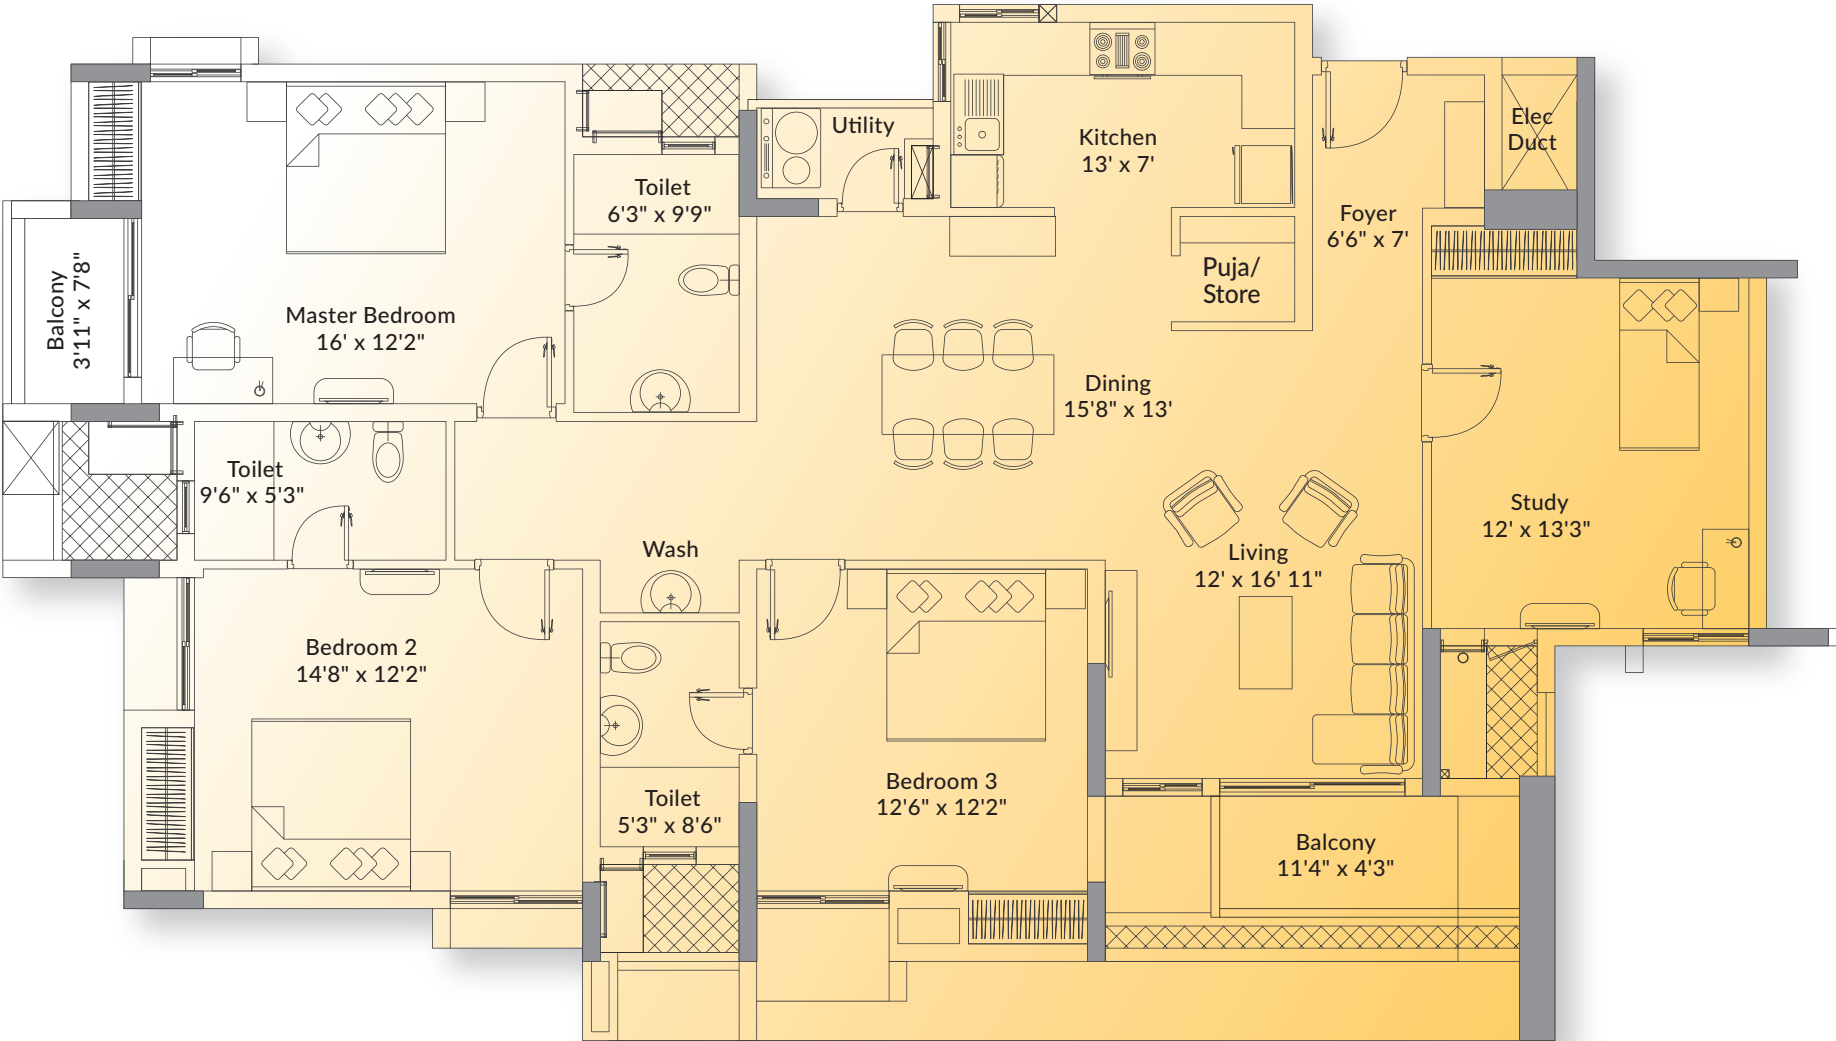 Utility
Kitchen
13' x 7'
Elec
Duct
Toilet
6'3" x 9'9"
Foyer
6'6" x 7'
Puja/
Store
Balcony
3'11" x 7'8"
Master Bedroom
16' x 12'2"
Dining
15'8" x 13'
Toilet
9'6" x 5'3"
Study
12' x 13'3"
Wash
Living
12' x 16' 11"
Bedroom 2
14'8" x 12'2"
Bedroom 3
12'6" x 12'2"
Toilet
5'3" x 8'6"
Balcony
11'4" x 4'3"